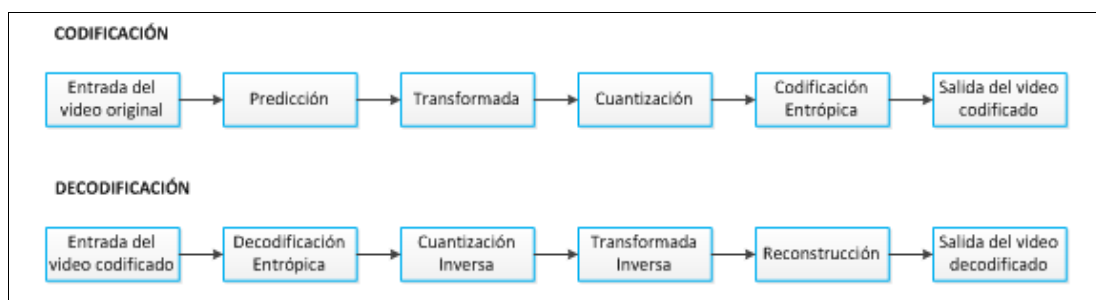 CODIFICACIÓN
Entrada del
video original
Predicción
Transformada
Cuantización
Codificación
Entrópica
Salida del video
codificado
DECODIFICACIÓN
Entrada del
video codificado
Decodificación
Entrópica
Cuantización
Inversa
Transformada
Inversa
Reconstrucción
Salida del video
decodificado